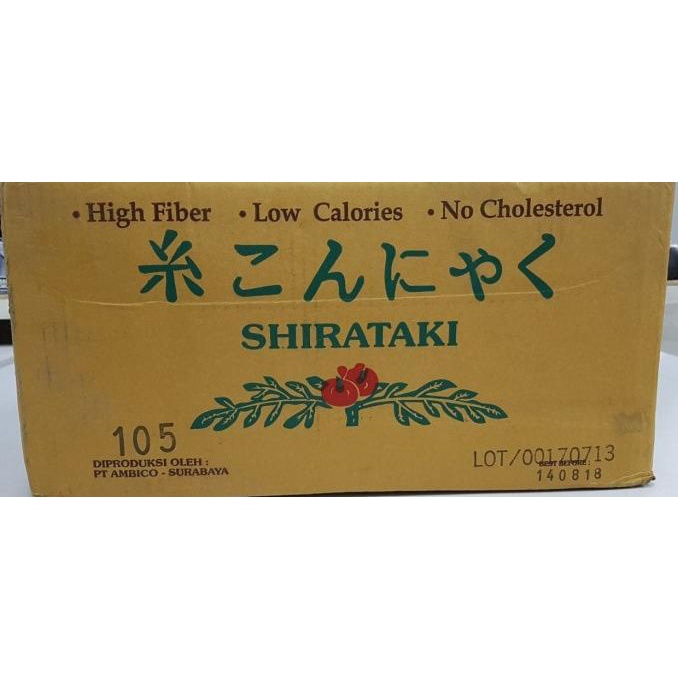 • High Fiber • Low Calories • No Cholesterol
糸こんにゃく
SHIRATAKI
105
DIPRODUKSI OLEH :
PT AMBICO - SURABAYA
LOT/00170713
BEST BEFORE :
140818